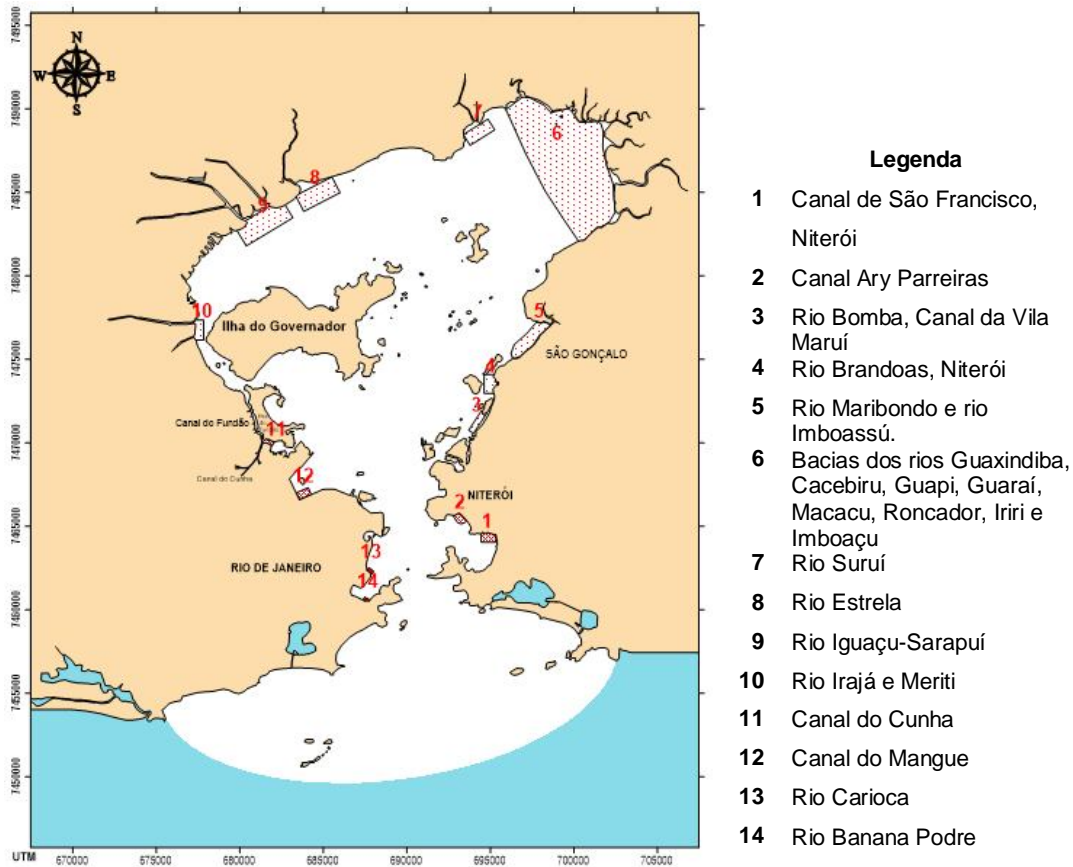 7495000
7490000
7485000
7480000
7475000
7470000
7465000
7460000
7455000
7450000
N
W E
S
7
6
8
9
10
Ilha do Governador
5
SÃO GONÇALO
4
3
Canal do Fundão
11
Canal do Cunha
12
NITERÓI
2
1
13
RIO DE JANEIRO
14
UTM 670000 675000 680000 685000 690000 695000 700000 705000
Legenda
1 Canal de São Francisco,
Niterói
2 Canal Ary Parreiras
3 Rio Bomba, Canal da Vila
Maruí
4 Rio Brandoas, Niterói
5 Rio Maribondo e rio
Imboassú.
6 Bacias dos rios Guaxindiba,
Cacebiru, Guapi, Guaraí,
Macacu, Roncador, Iriri e
Imboaçu
7 Rio Suruí
8 Rio Estrela
9 Rio Iguaçu-Sarapuí
10 Rio Irajá e Meriti
11 Canal do Cunha
12 Canal do Mangue
13 Rio Carioca
14 Rio Banana Podre